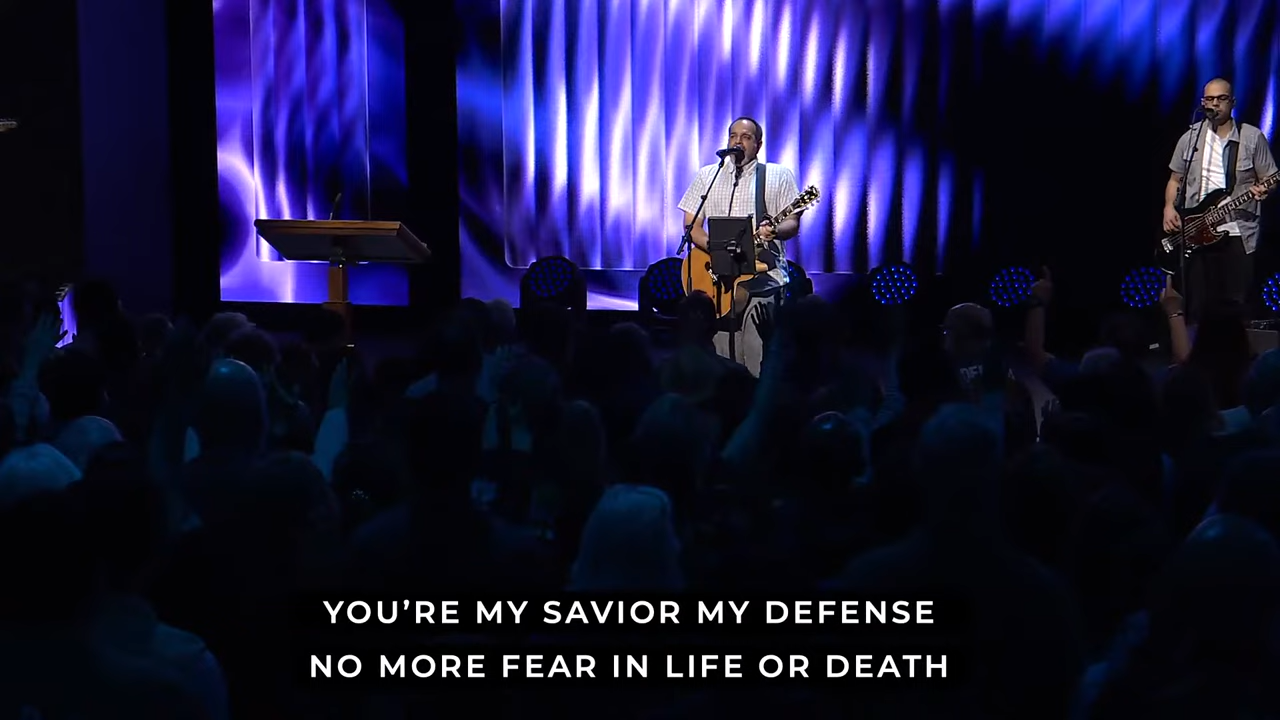 YOU’RE MY SAVIOR MY DEFENSE
NO MORE FEAR IN LIFE OR DEATH